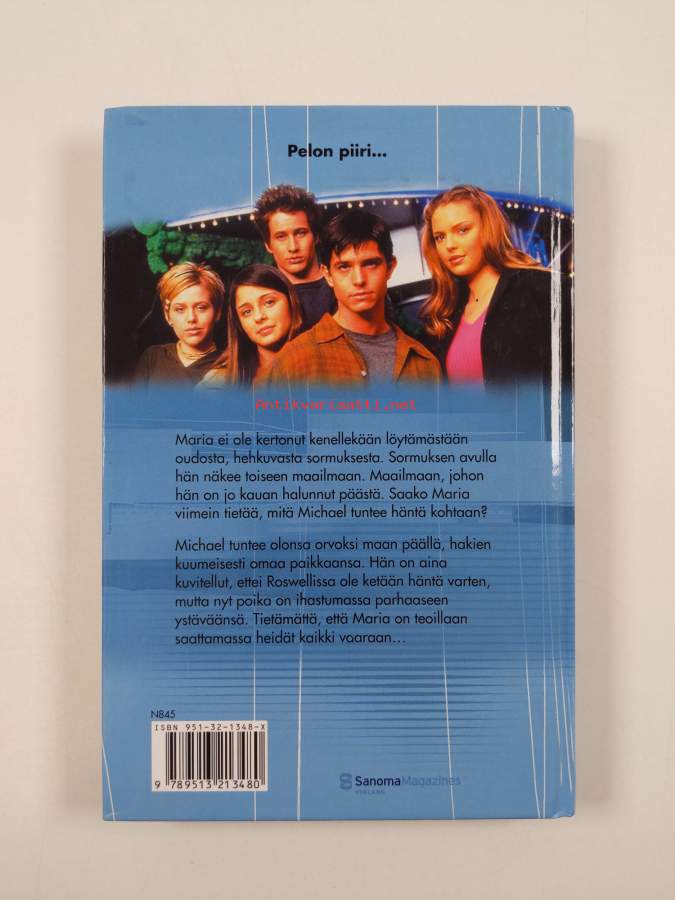 Pelon piiri...
Antikvariaatti.net
Maria ei ole kertonut kenellekään löytämästään
oudosta, hehkuvasta sormuksesta. Sormuksen avulla
hän näkee toiseen maailmaan. Maailmaan, johon
hän on jo kauan halunnut päästä. Saako Maria
viimein tietää, mitä Michael tuntee häntä kohtaan?
Michael tuntee olonsa orvoksi maan päällä, hakien
kuumeisesti omaa paikkaansa. Hän on aina
kuvitellut, ettei Roswellissa ole ketään häntä varten,
mutta nyt poika on ihastumassa parhaaseen
ystäväänsä. Tietämättä, että Maria on teoillaan
saattamassa heidät kaikki vaaraan...
N845
ISBN 951-32-1348-X
9 789513 213480
SanomaMagazines
FINLAND